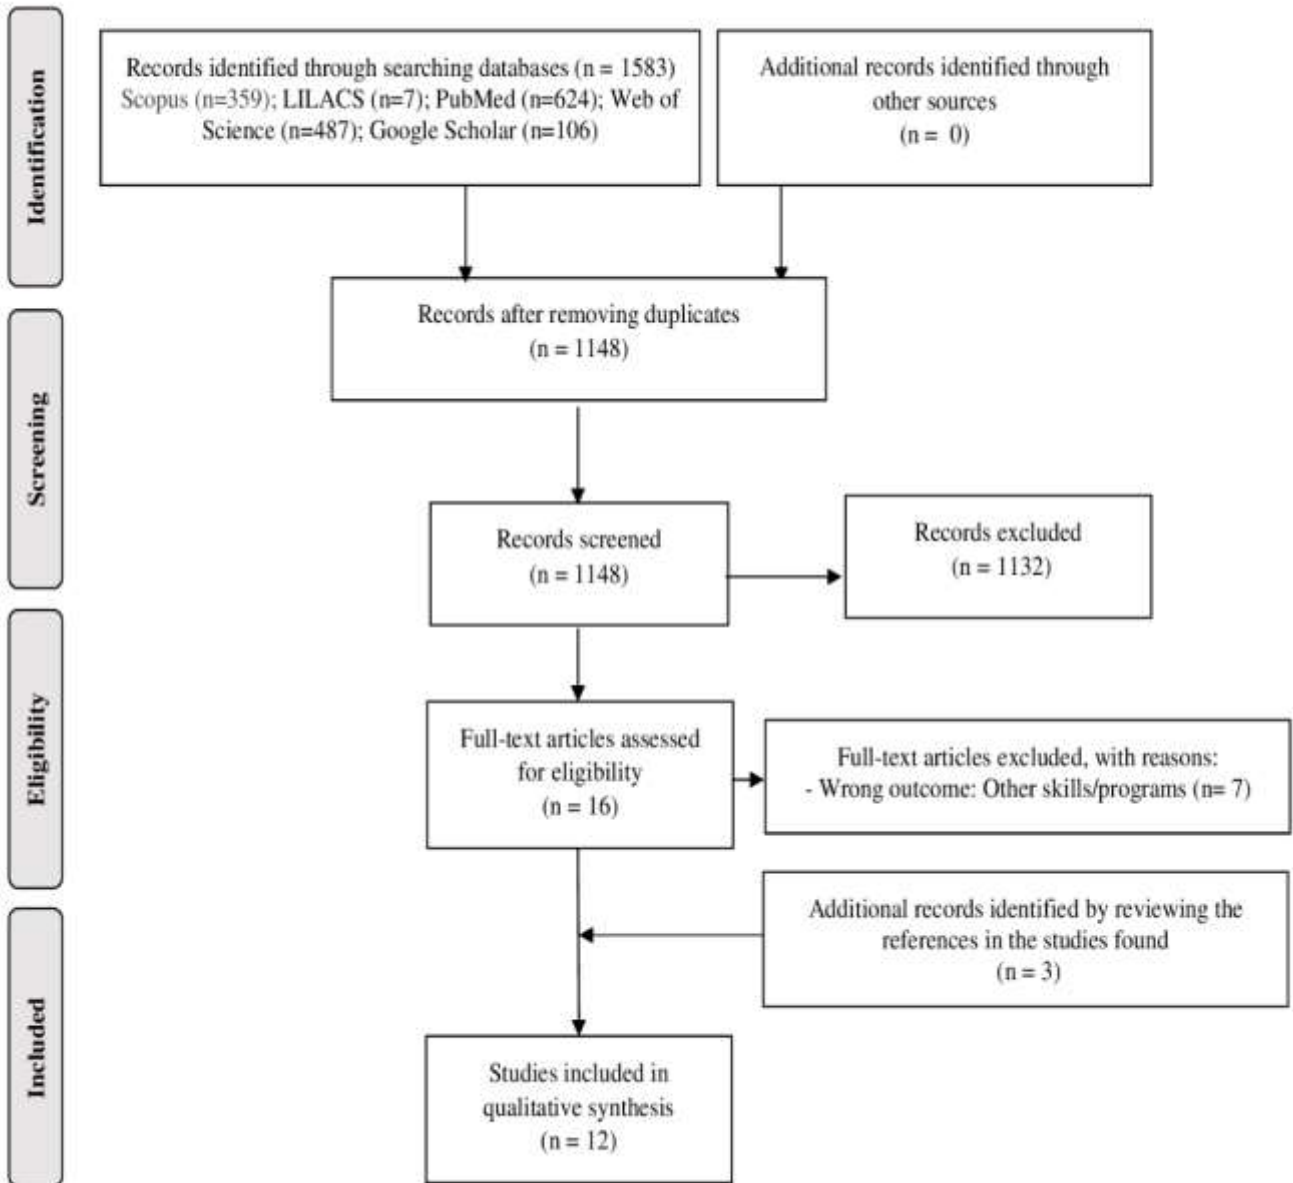 Identification
Records identified through searching databases (n = 1583)
Scopus (n=359); LILACS (n=7); PubMed (n=624); Web of
Science (n=487); Google Scholar (n=106)
Additional records identified through
other sources
(n = 0)
Screening
Records after removing duplicates
(n = 1148)
Records screened
(n = 1148)
Records excluded
(n = 1132)
Eligibility
Full-text articles assessed
for eligibility
(n = 16)
Full-text articles excluded, with reasons:
- Wrong outcome: Other skills/programs (n= 7)
Additional records identified by reviewing the
references in the studies found
(n = 3)
Included
Studies included in
qualitative synthesis
(n = 12)